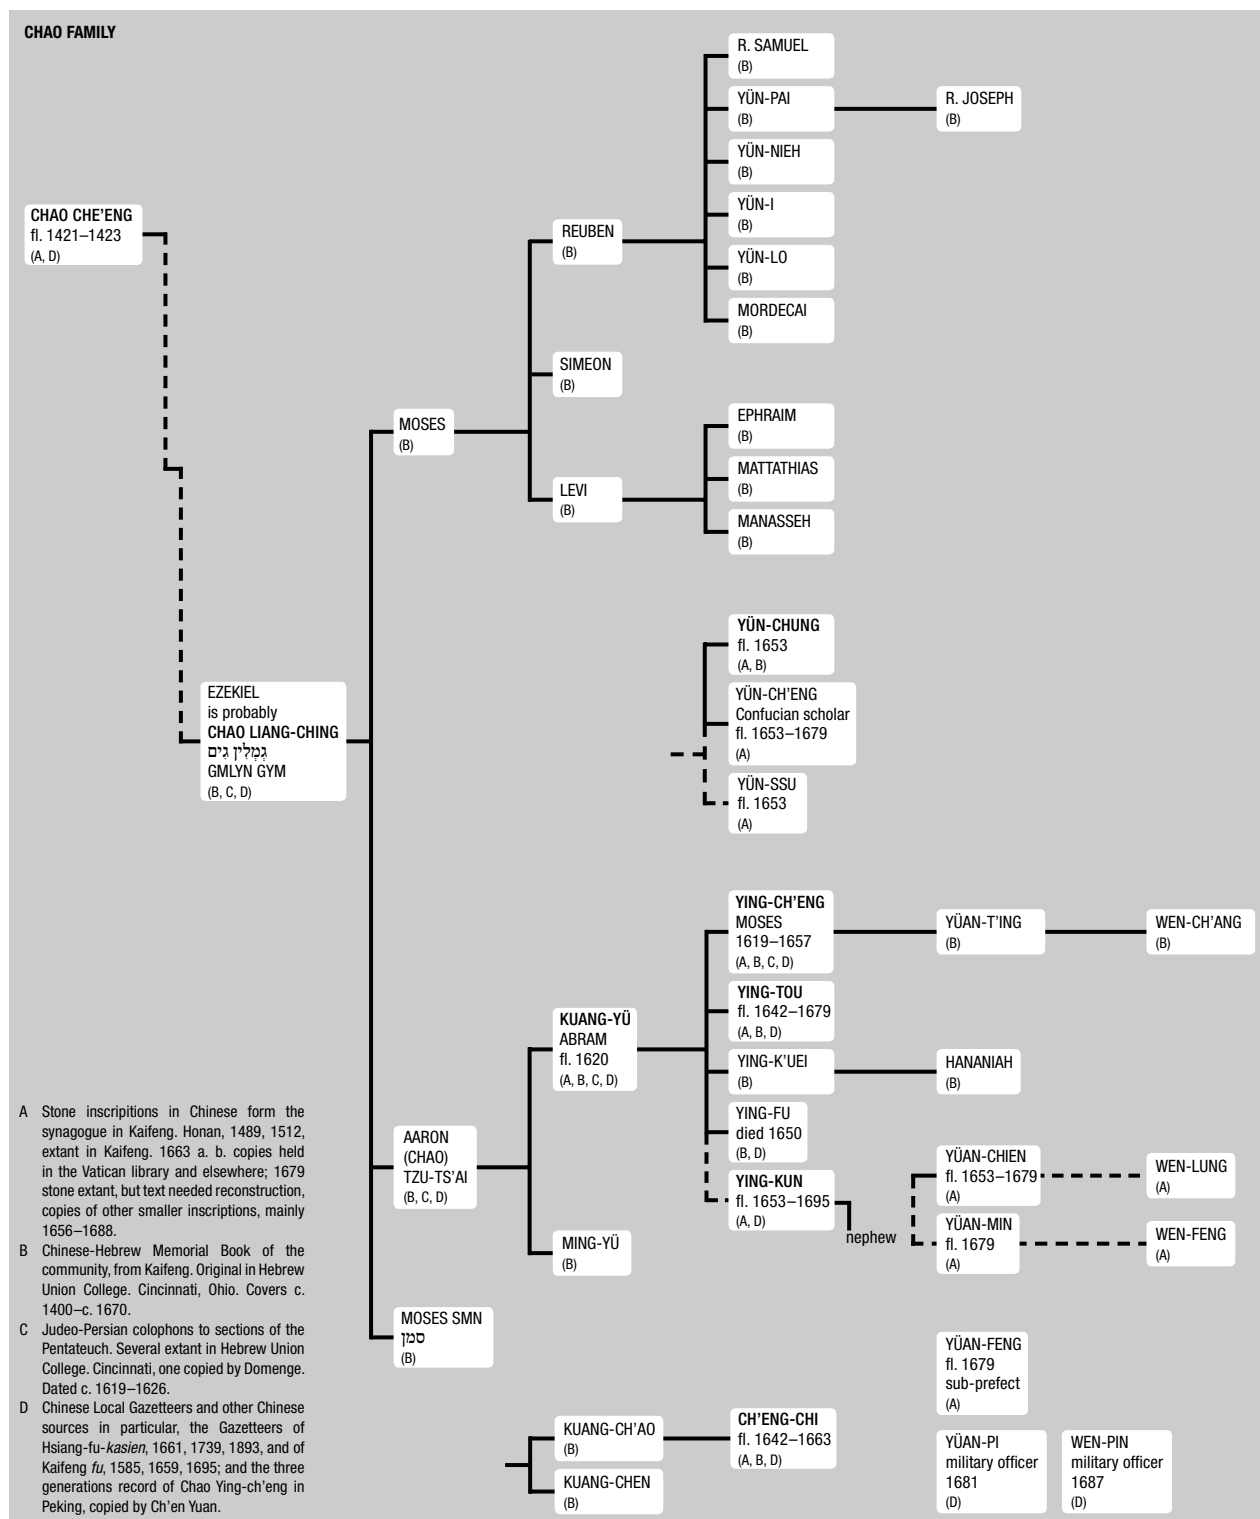 CHAO FAMILY
CHAO CHE'ENG
fl. 1421–1423
(A, D)
EZEKIEL
is probably
CHAO LIANG-CHING
גְמְלִין גִים
GMLYN GYM
(B, C, D)
MOSES
(B)
REUBEN
(B)
R. SAMUEL
(B)
YÜN-PAI
(B)
R. JOSEPH
(B)
YÜN-NIEH
(B)
YÜN-I
(B)
YÜN-LO
(B)
MORDECAI
(B)
SIMEON
(B)
LEVI
(B)
EPHRAIM
(B)
MATTATHIAS
(B)
MANASSEH
(B)
YÜN-CHUNG
fl. 1653
(A, B)
YÜN-CH'ENG
Confucian scholar
fl. 1653–1679
(A)
YÜN-SSU
fl. 1653
(A)
AARON
(CHAO)
TZU-TS'AI
(B, C, D)
KUANG-YÜ
ABRAM
fl. 1620
(A, B, C, D)
YING-CH'ENG
MOSES
1619–1657
(A, B, C, D)
YÜAN-T'ING
(B)
WEN-CH'ANG
(B)
YING-TOU
fl. 1642–1679
(A, B, D)
YING-K'UEI
(B)
HANANIAH
(B)
YING-FU
died 1650
(B, D)
YING-KUN
fl. 1653–1695
(A, D)
nephew
YÜAN-CHIEN
fl. 1653–1679
(A)
WEN-LUNG
(A)
YÜAN-MIN
fl. 1679
(A)
WEN-FENG
(A)
MING-YÜ
(B)
MOSES SMN
סמן
(B)
YÜAN-FENG
fl. 1679
sub-prefect
(A)
KUANG-CH'AO
(B)
CH'ENG-CHI
fl. 1642–1663
(A, B, D)
KUANG-CHEN
(B)
YÜAN-PI
military officer
1681
(D)
WEN-PIN
military officer
1687
(D)
A Stone inscripitions in Chinese form the
synagogue in Kaifeng. Honan, 1489, 1512,
extant in Kaifeng. 1663 a. b. copies held
in the Vatican library and elsewhere; 1679
stone extant, but text needed reconstruction,
copies of other smaller inscriptions, mainly
1656–1688.
B Chinese-Hebrew Memorial Book of the
community, from Kaifeng. Original in Hebrew
Union College. Cincinnati, Ohio. Covers c.
1400–c. 1670.
C Judeo-Persian colophons to sections of the
Pentateuch. Several extant in Hebrew Union
College. Cincinnati, one copied by Domenge.
Dated c. 1619–1626.
D Chinese Local Gazetteers and other Chinese
sources in particular, the Gazetteers of
Hsiang-fu-kasien, 1661, 1739, 1893, and of
Kaifeng fu, 1585, 1659, 1695; and the three
generations record of Chao Ying-ch'eng in
Peking, copied by Ch'en Yuan.